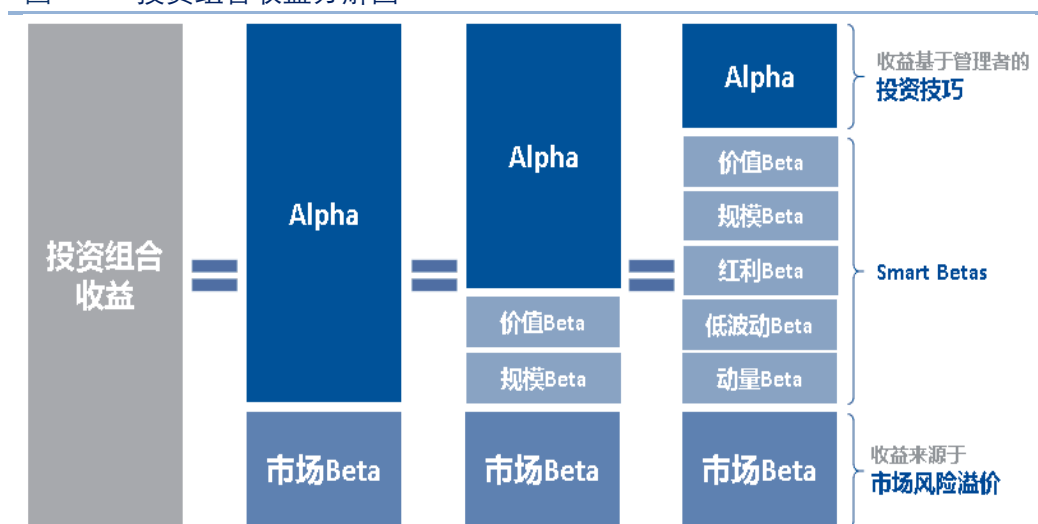 投资组合
收益
Alpha
市场Beta
Alpha
价值Beta
规模Beta
市场Beta
Alpha
价值Beta
规模Beta
红利Beta
低波动Beta
动量Beta
市场Beta
收益基于管理者的
投资技巧
Smart Betas
收益来源于
市场风险溢价